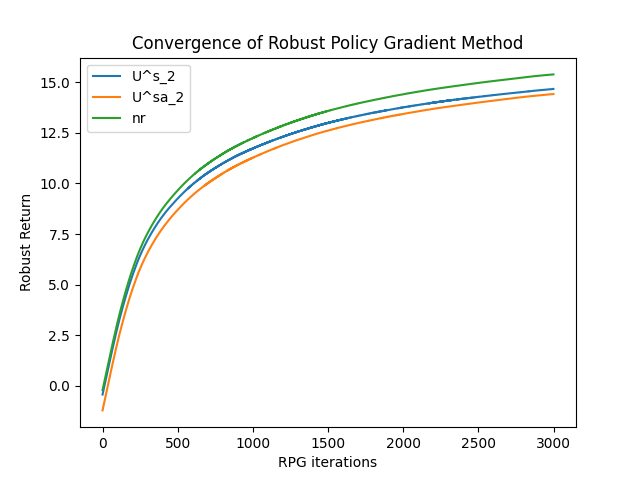 Convergence of Robust Policy Gradient Method
U^s_2
U^sa_2
nr
15.0
12.5
10.0
7.5
5.0
2.5
0.0
Robust Return
0 500 1000 1500 2000 2500 3000
RPG iterations